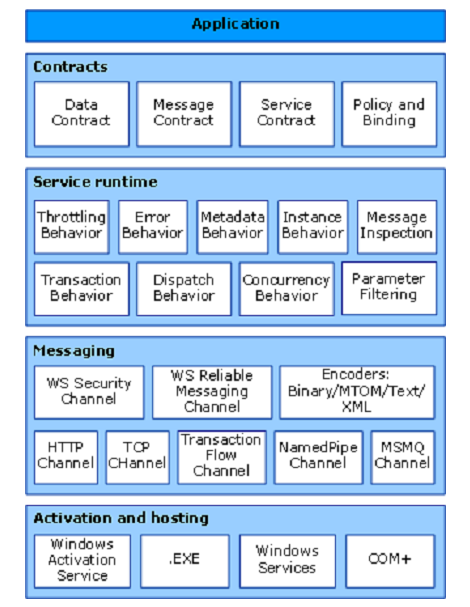 Application
Contracts
Data
Contract
Message
Contract
Service
Contract
Policy and
Binding
Service runtime
Throttling
Behavior
Error
Behavior
Metadata
Behavior
Instance
Behavior
Message
Inspection
Transaction
Behavior
Dispatch
Behavior
Concurrency
Behavior
Parameter
Filtering
Messaging
WS Security
Channel
WS Reliable
Messaging
Channel
Encoders:
Binary/MTOM/Text/
XML
HTTP
Channel
TCP
CHannel
Transaction
Flow
Channel
NamedPipe
Channel
MSMQ
Channel
Activation and hosting
Windows
Activation
Service
.EXE
Windows
Services
COM+